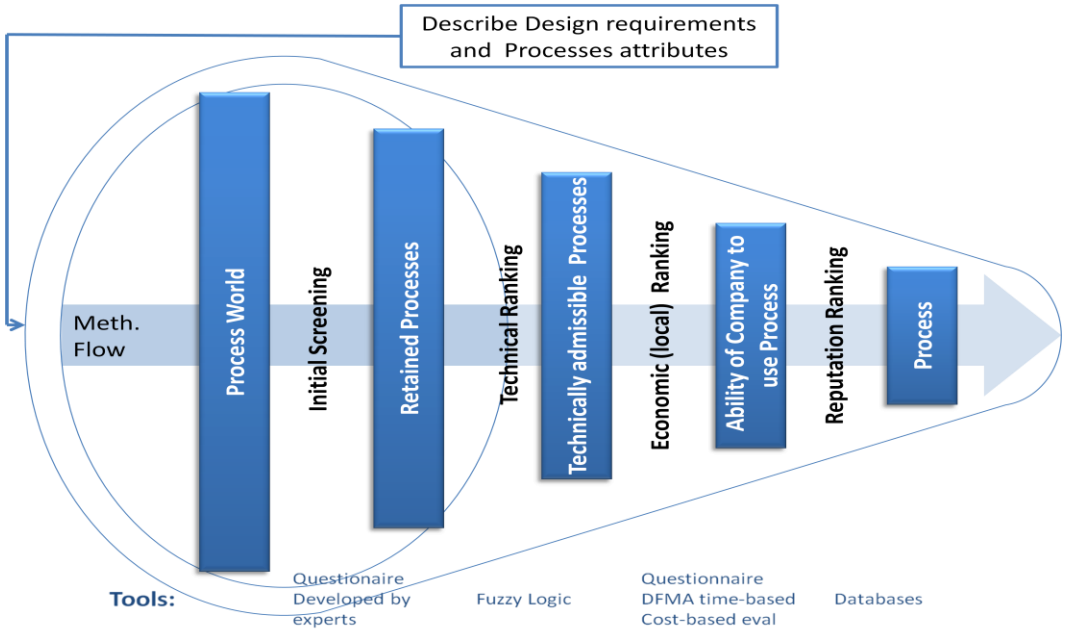 Describe Design requirements
and Processes attributes
Meth.
Flow
Process World
Initial Screening
Retained Processes
Technical Ranking
Technically admissible Processes
Economic (local) Ranking
Ability of Company to
use Process
Reputation Ranking
Process
Tools:
Questionaire
Developed by
experts
Fuzzy Logic
Questionnaire
DFMA time-based
Cost-based eval
Databases